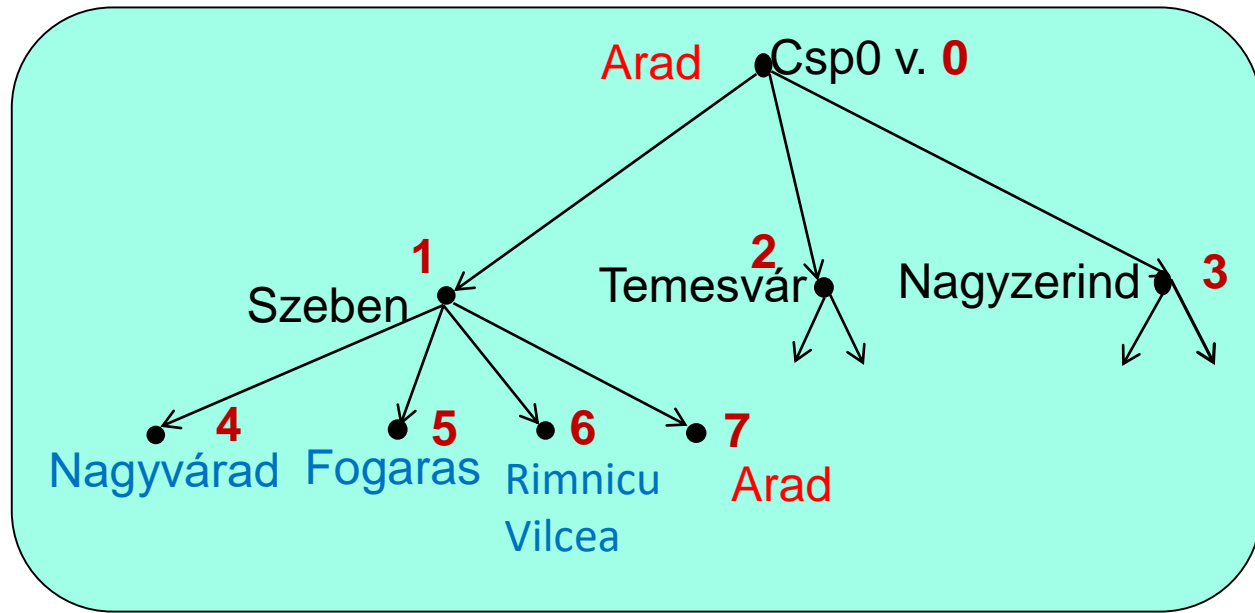 Arad
Csp0 v. 0
1
Szeben
2
Temesvár
Nagyzerind
3
4
Nagyvárad
5
Fogaras
6
Rimnicu
Vilcea
7
Arad